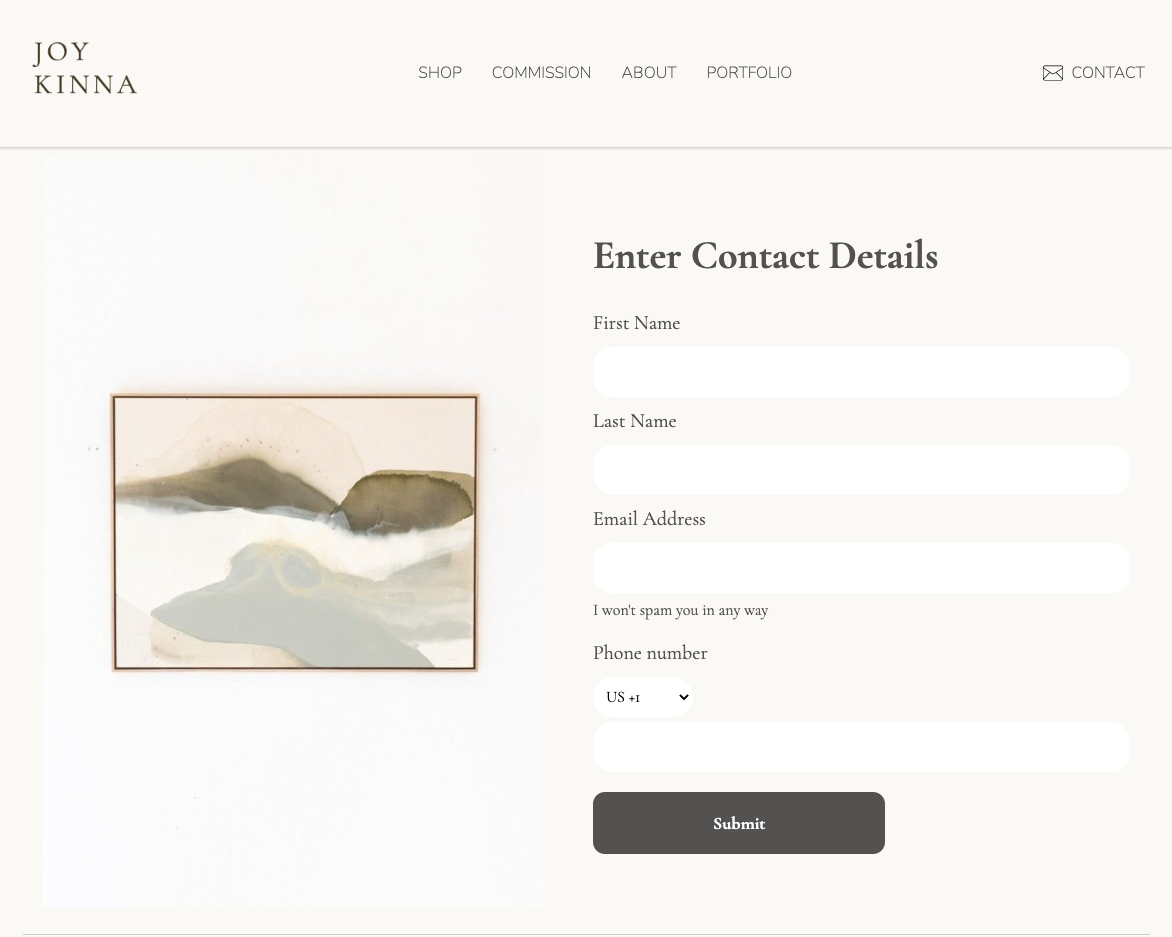 JOY
KINNA
SHOP COMMISSION ABOUT PORTFOLIO CONTACT
Enter Contact Details
First Name
Last Name
Email Address
I won't spam you in any way
Phone number
US +1
Submit